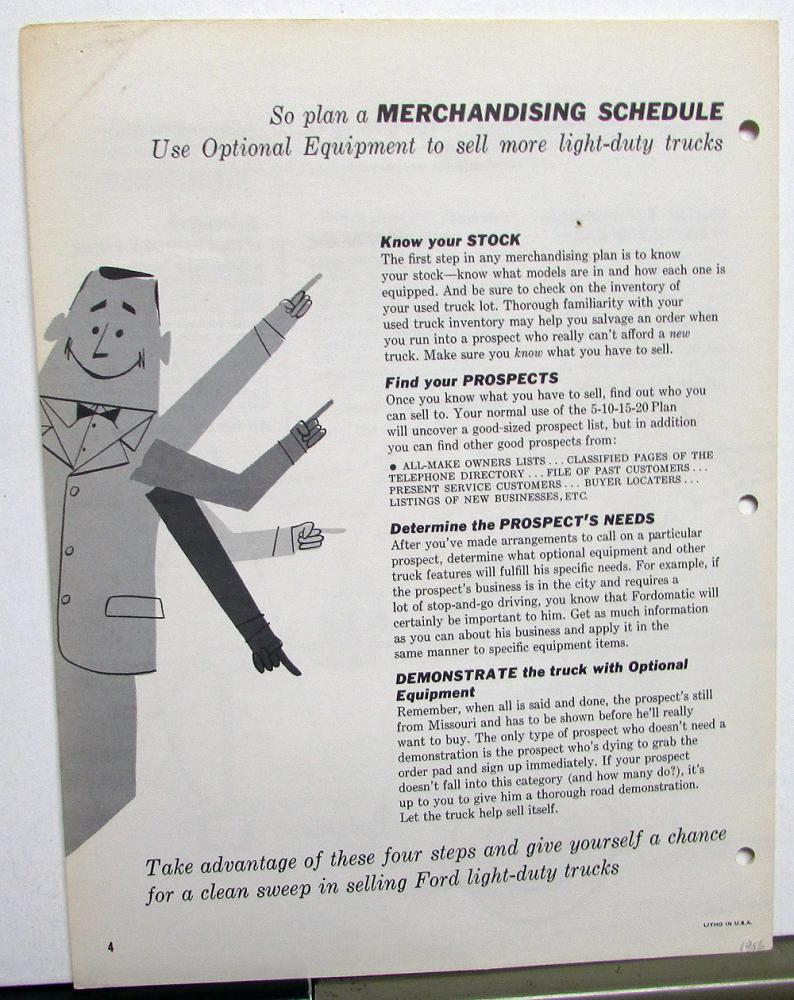 So plan a MERCHANDISING SCHEDULE
Use Optional Equipment to sell more light-duty trucks
Know your STOCK
The first step in any merchandising plan is to know
your stock—know what models are in and how each one is
equipped. And be sure to check on the inventory of
your used truck lot. Thorough familiarity with your
used truck inventory may help you salvage an order when
you run into a prospect who really can't afford a new
truck. Make sure you know what you have to sell.
Find your PROSPECTS
Once you know what you have to sell, find out who you
can sell to. Your normal use of the 5-10-15-20 Plan
will uncover a good-sized prospect list, but in addition
you can find other good prospects from:
● ALL-MAKE OWNERS LISTS . . . CLASSIFIED PAGES OF THE
TELEPHONE DIRECTORY . . . FILE OF PAST CUSTOMERS . . .
PRESENT SERVICE CUSTOMERS . . . BUYER LOCATERS . . .
LISTINGS OF NEW BUSINESSES, ETC.
Determine the PROSPECT'S NEEDS
After you've made arrangements to call on a particular
prospect, determine what optional equipment and other
truck features will fulfill his specific needs. For example, if
the prospect's business is in the city and requires a
lot of stop-and-go driving, you know that Fordomatic will
certainly be important to him. Get as much information
as you can about his business and apply it in the
same manner to specific equipment items.
DEMONSTRATE the truck with Optional
Equipment
Remember, when all is said and done, the prospect's still
from Missouri and has to be shown before he'll really
want to buy. The only type of prospect who doesn't need a
demonstration is the prospect who's dying to grab the
order pad and sign up immediately. If your prospect
doesn't fall into this category (and how many do?), it's
up to you to give him a thorough road demonstration.
Let the truck help sell itself.
Take advantage of these four steps and give yourself a chance
for a clean sweep in selling Ford light-duty trucks
LITHO IN U.S.A.
4
1956